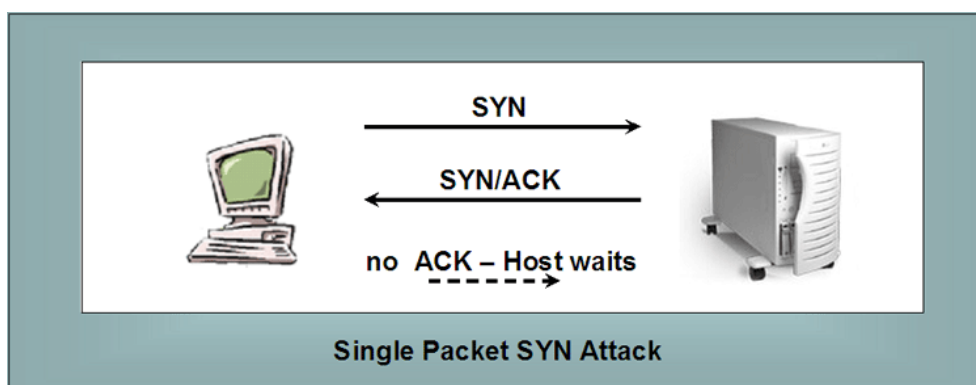 SYN
SYN/ACK
no ACK – Host waits
Single Packet SYN Attack